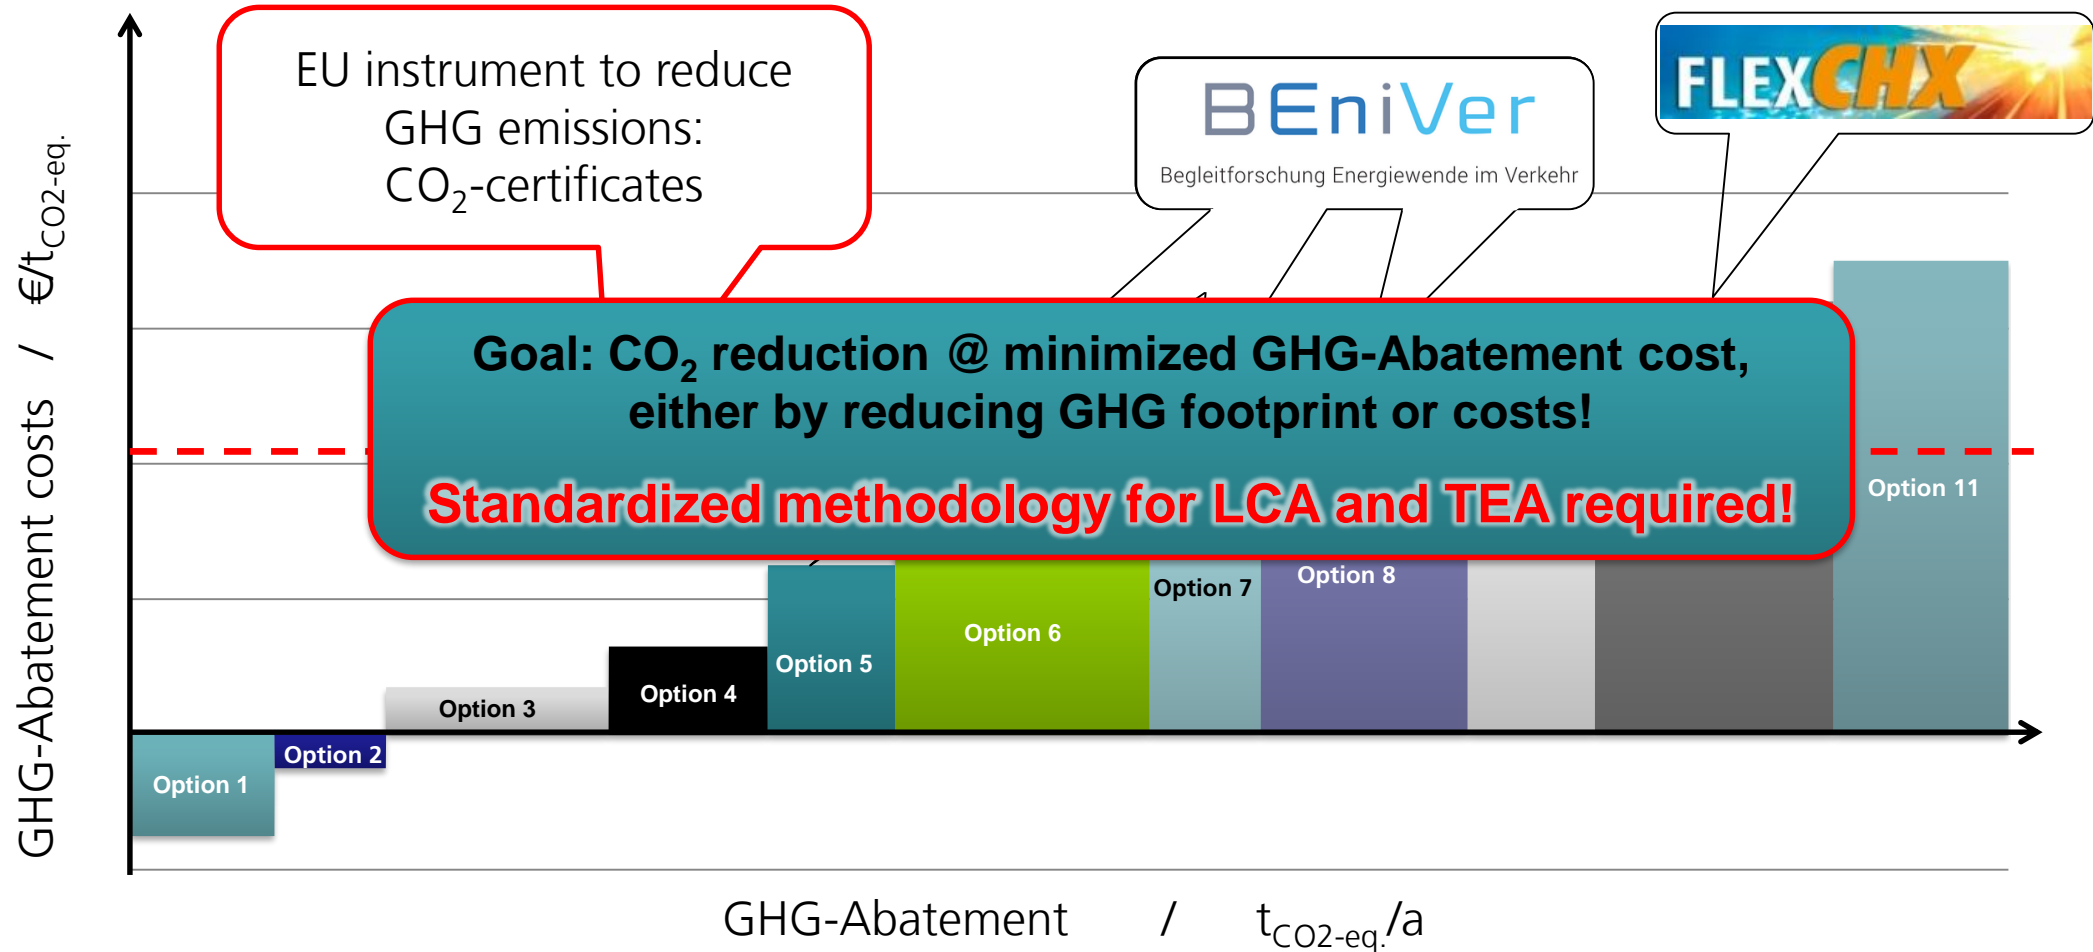 EU instrument to reduce
GHG emissions:
CO₂-certificates
BEniVer
Begleitforschung Energiewende im Verkehr
FLEXCHX
GHG-Abatement costs / €/tCO2-eq.
Goal: CO₂ reduction @ minimized GHG-Abatement cost,
either by reducing GHG footprint or costs!
Standardized methodology for LCA and TEA required!
Option 1
Option 2
Option 3
Option 4
Option 5
Option 6
Option 7
Option 8
Option 11
GHG-Abatement / tCO2-eq./a